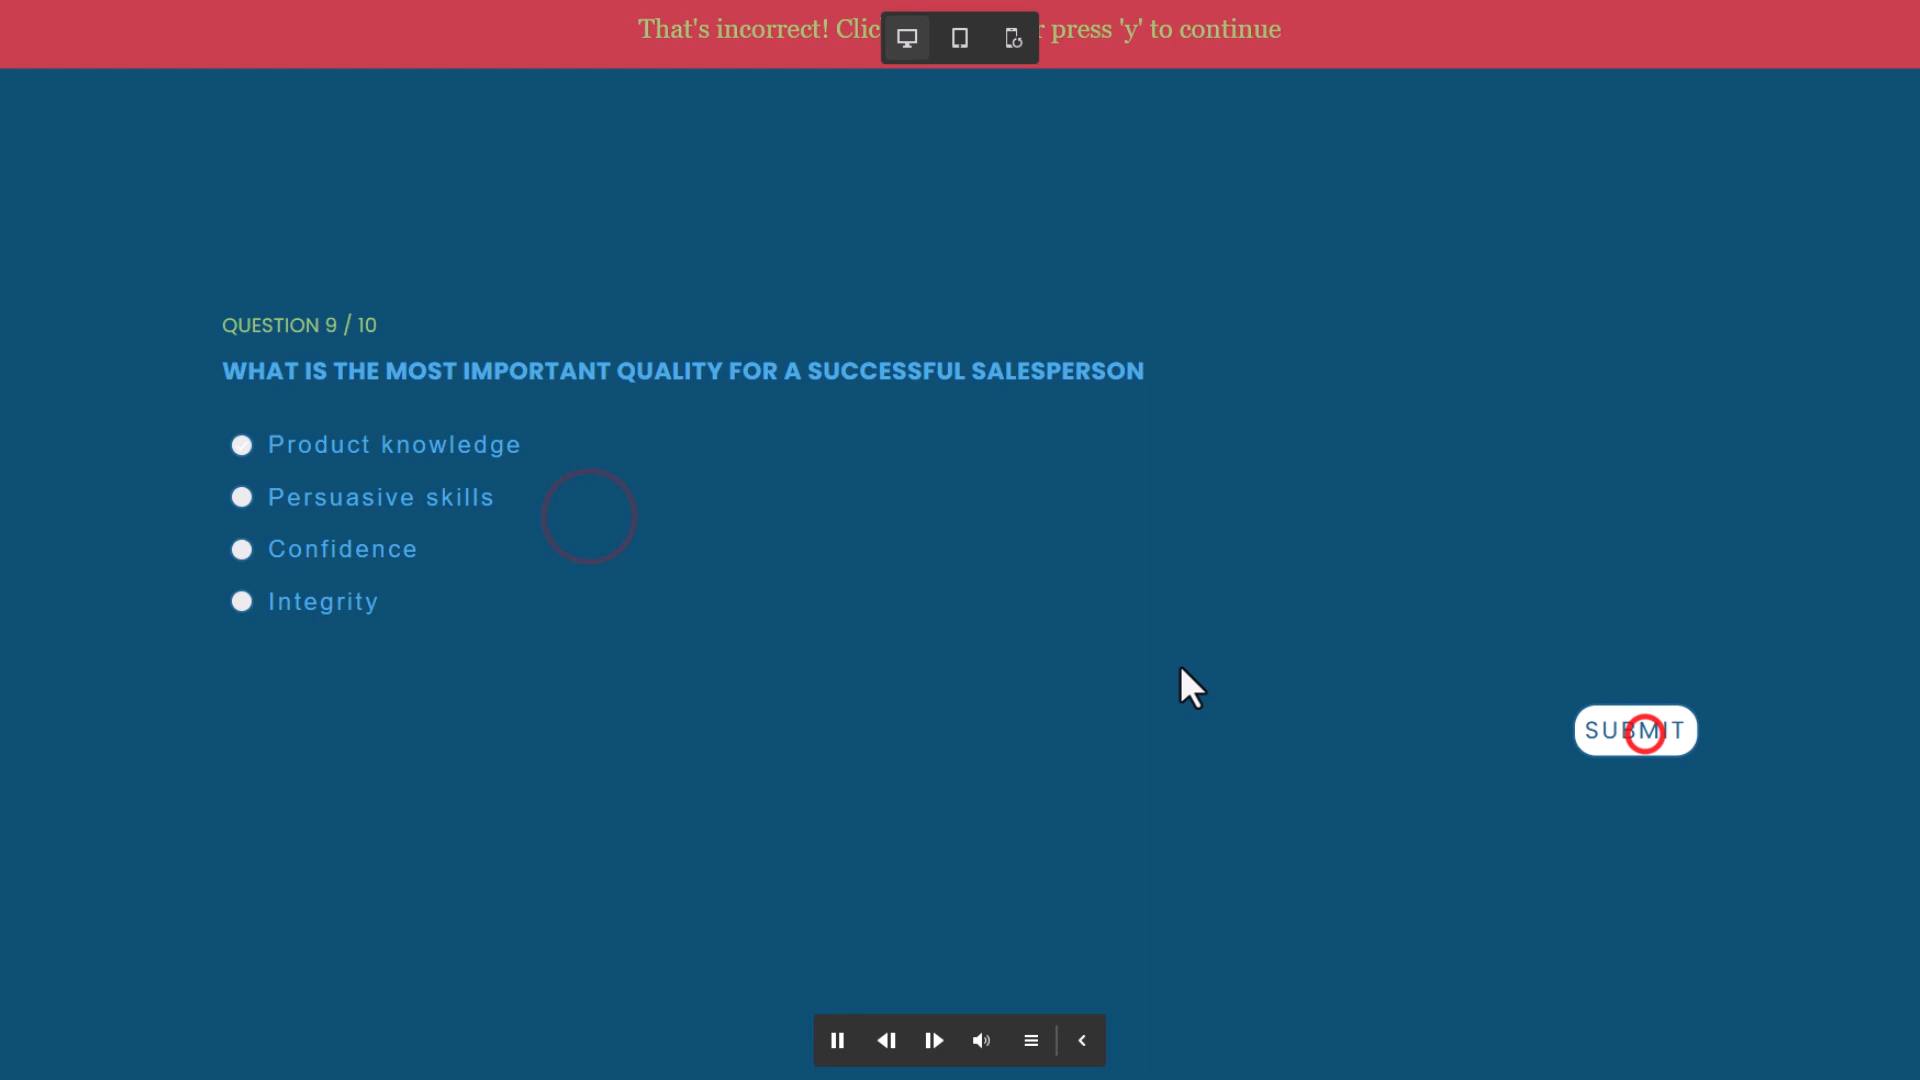 That's incorrect! Clic r press 'y' to continue
QUESTION 9 / 10
WHAT IS THE MOST IMPORTANT QUALITY FOR A SUCCESSFUL SALESPERSON
Product knowledge
Persuasive skills
Confidence
Integrity
SUBMIT